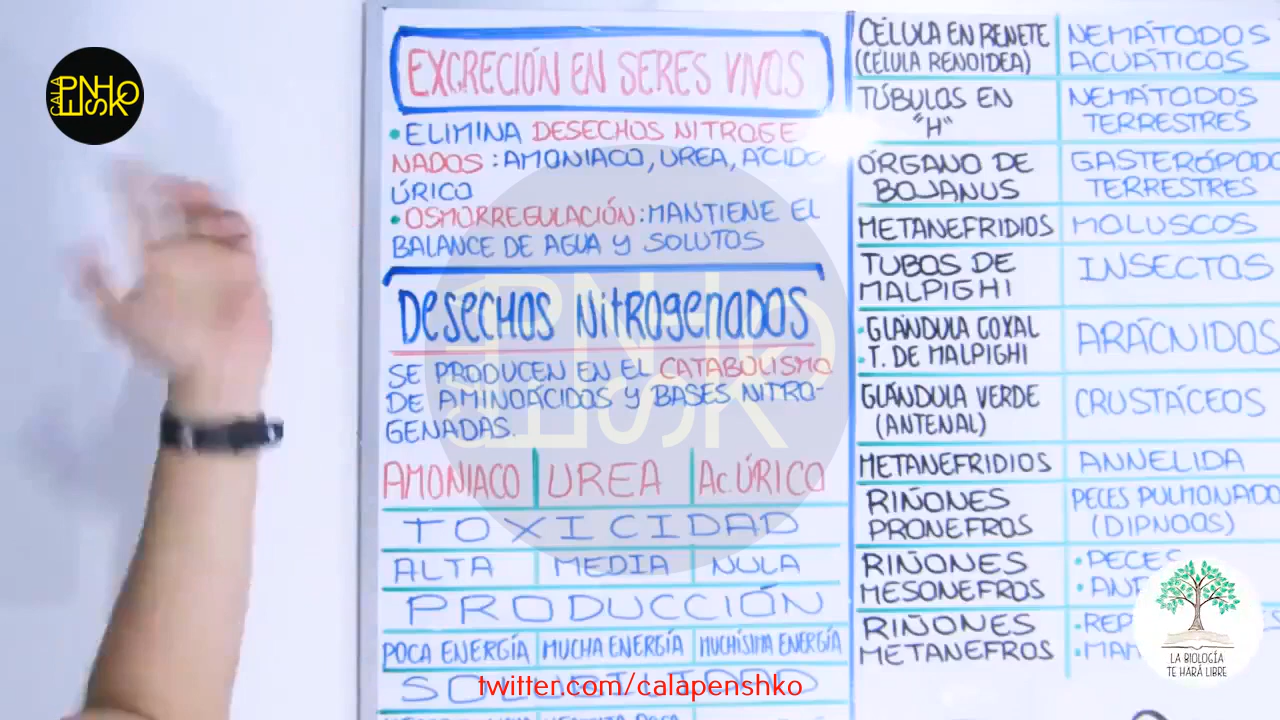 CALA
PNHO
ESK
EXCRECIÓN EN SERES VIVOS
• ELIMINA DESECHOS NITROGE
NADOS: AMONIACO, UREA, ÁCIDO
ÚRICO
• OSMORREGULACIÓN: MANTIENE EL
BALANCE DE AGUA Y SOLUTOS
DESECHOS NITROGENADOS
SE PRODUCEN EN EL CATABOLISMO
DE AMINOÁCIDOS Y BASES NITRO-
GENADAS.
AMONIACO UREA Ac. ÚRICO
TOXICIDAD
ALTA MEDIA NULA
PRODUCCIÓN
POCA ENERGÍA MUCHA ENERGÍA MUCHÍSIMA ENERGÍA
twitter.com/calapenshko
CÉLULA EN RENETE NEMÁTODOS
(CÉLULA RENOIDEA) ACUÁTICOS
TÚBULOS EN NEMÁTODOS
"H" TERRESTRES
ÓRGANO DE GASTERÓPODO
BOJANUS TERRESTRES
METANEFRIDIOS MOLUSCOS
TUBOS DE INSECTOS
MALPIGHI
• GLÁNDULA COXAL ARÁCNIDOS
• T. DE MALPIGHI
GLÁNDULA VERDE CRUSTÁCEOS
(ANTENAL)
METANEFRIDIOS ANNELIDA
RIÑONES PECES PULMONADO
PRONEFROS (DIPNOOS)
RIÑONES • PECES
MESONEFROS
RIÑONES
METANEFROS
LA BIOLOGÍA
TE HARÁ LIBRE